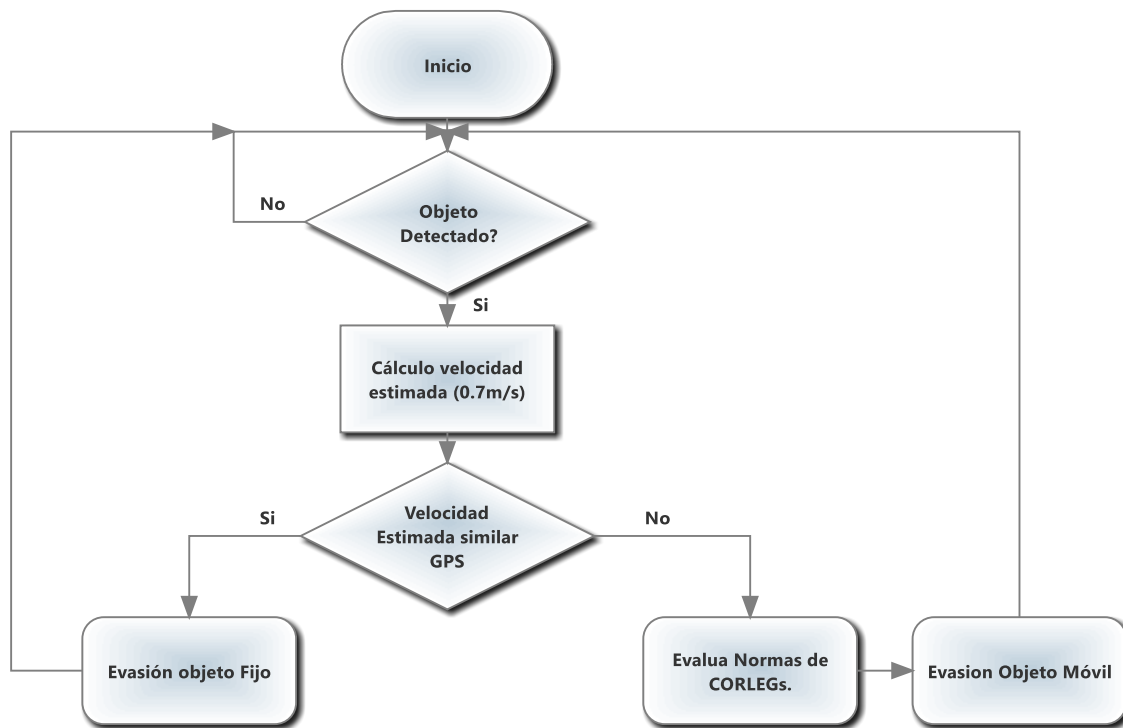 Inicio
No
Objeto
Detectado?
Si
Cálculo velocidad
estimada (0.7m/s)
Velocidad
Estimada similar
GPS
Si
No
Evasión objeto Fijo
Evalua Normas de
CORLEGs.
Evasion Objeto Móvil